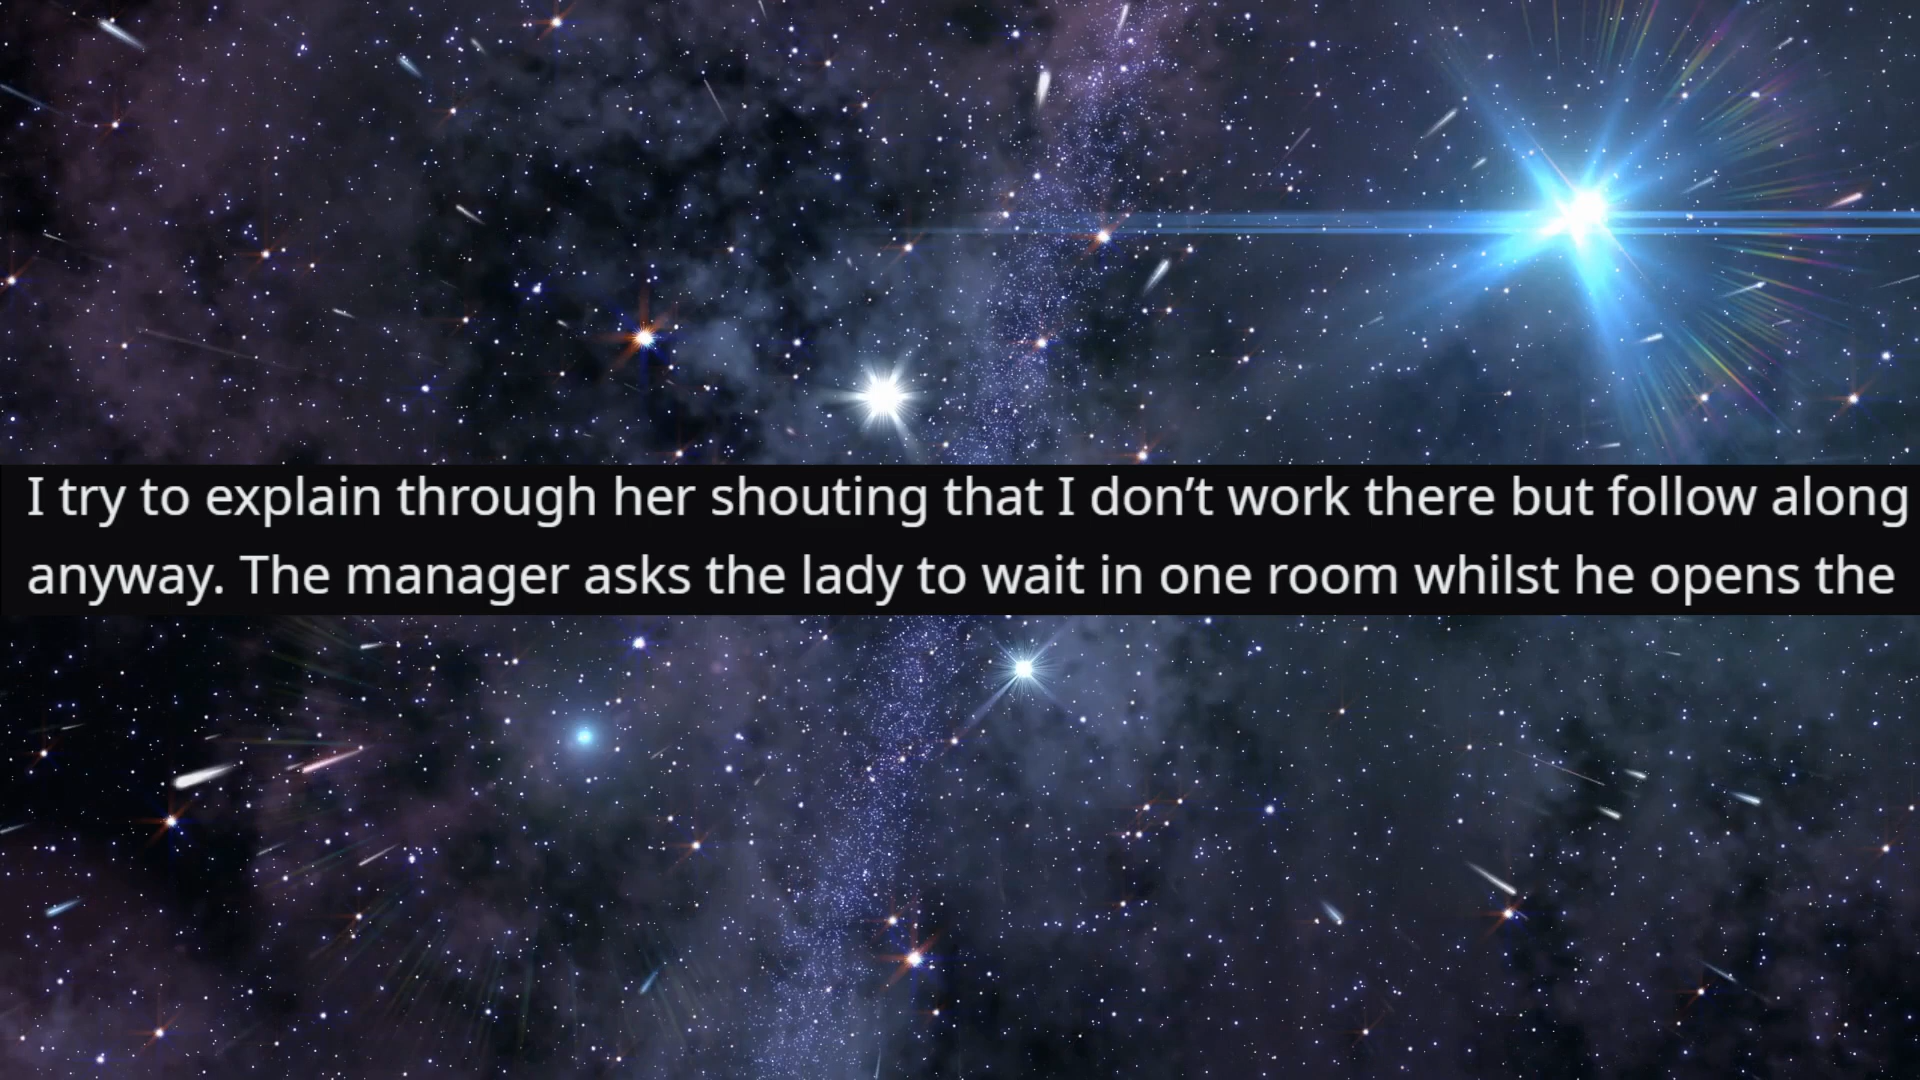 I try to explain through her shouting that I don’t work there but follow along
anyway. The manager asks the lady to wait in one room whilst he opens the